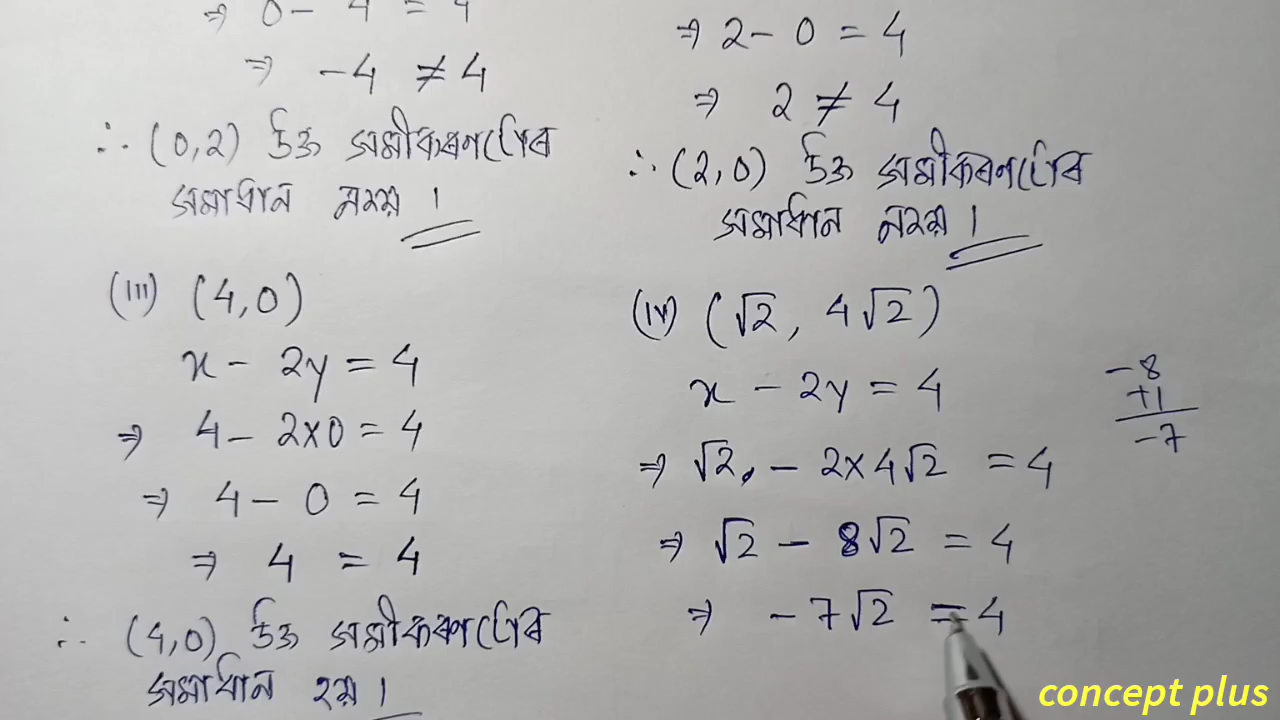 ⇒ 0 - 4 = 4
⇒ -4 ≠ 4
∴ (0,2) উক্ত সমীকৰণটোৰ
সমাধান নহয় ।
(III) (4,0)
x - 2y = 4
⇒ 4 - 2×0 = 4
⇒ 4 - 0 = 4
⇒ 4 = 4
∴ (4,0) উক্ত সমীকৰণটোৰ
সমাধান হয় ।
⇒ 2 - 0 = 4
⇒ 2 ≠ 4
∴ (2,0) উক্ত সমীকৰণটোৰ
সমাধান নহয় ।
(IV) (√2, 4√2)
x - 2y = 4
⇒ √2 - 2×4√2 = 4
⇒ √2 - 8√2 = 4
⇒ -7√2 = 4
-8
+1
-7
concept plus